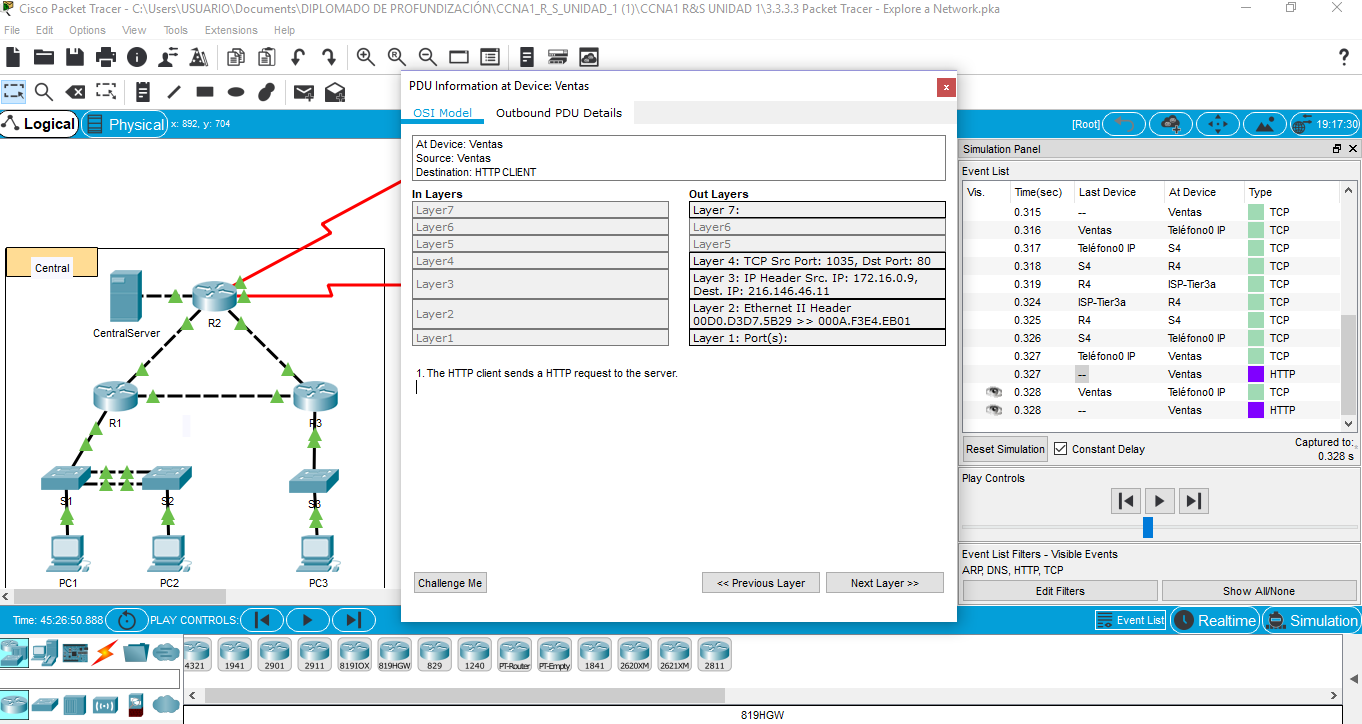 Cisco Packet Tracer - C:\Users\USUARIO\Documents\DIPLOMADO DE PROFUNDIZACIÓN\CCNA1_R_S_UNIDAD_1 (1)\CCNA1 R&S UNIDAD 1\3.3.3.3 Packet Tracer - Explore a Network.pka
File Edit Options View Tools Extensions Help
Logical Physical x: 892, y: 704
[Root] 19:17:30
Central
CentralServer
R2
R1
R3
S1
S2
S3
PC1
PC2
PC3
PDU Information at Device: Ventas
x
OSI Model Outbound PDU Details
At Device: Ventas
Source: Ventas
Destination: HTTP CLIENT
In Layers
Layer7
Layer6
Layer5
Layer4
Layer3
Layer2
Layer1
Out Layers
Layer 7:
Layer6
Layer5
Layer 4: TCP Src Port: 1035, Dst Port: 80
Layer 3: IP Header Src. IP: 172.16.0.9,
Dest. IP: 216.146.46.11
Layer 2: Ethernet II Header
00D0.D3D7.5B29 >> 000A.F3E4.EB01
Layer 1: Port(s):
1. The HTTP client sends a HTTP request to the server.
Challenge Me << Previous Layer Next Layer >>
Simulation Panel
Event List
Vis. Time(sec) Last Device At Device Type
0.315 -- Ventas TCP
0.316 Ventas Teléfono0 IP TCP
0.317 Teléfono0 IP S4 TCP
0.318 S4 R4 TCP
0.319 R4 ISP-Tier3a TCP
0.324 ISP-Tier3a R4 TCP
0.325 R4 S4 TCP
0.326 S4 Teléfono0 IP TCP
0.327 Teléfono0 IP Ventas TCP
0.327 -- Ventas HTTP
0.328 Ventas Teléfono0 IP TCP
0.328 -- Ventas HTTP
Reset Simulation Constant Delay Captured to:
0.328 s
Play Controls
Event List Filters - Visible Events
ARP, DNS, HTTP, TCP
Edit Filters Show All/None
Time: 45:26:50.888 PLAY CONTROLS: Event List Realtime Simulation
4321 1941 2901 2911 819IOX 819HGW 829 1240 PT-Router PT-Empty 1841 2620XM 2621XM 2811
819HGW